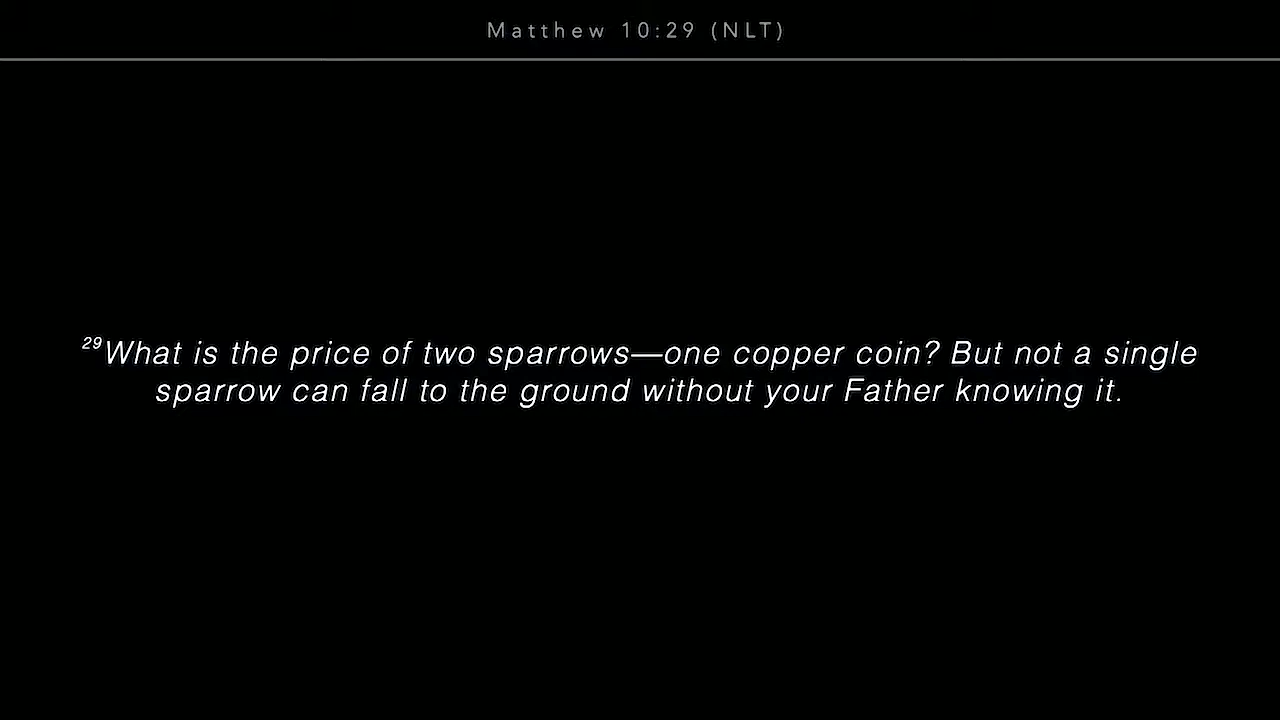 Matthew 10:29 (NLT)
²⁹What is the price of two sparrows—one copper coin? But not a single
sparrow can fall to the ground without your Father knowing it.